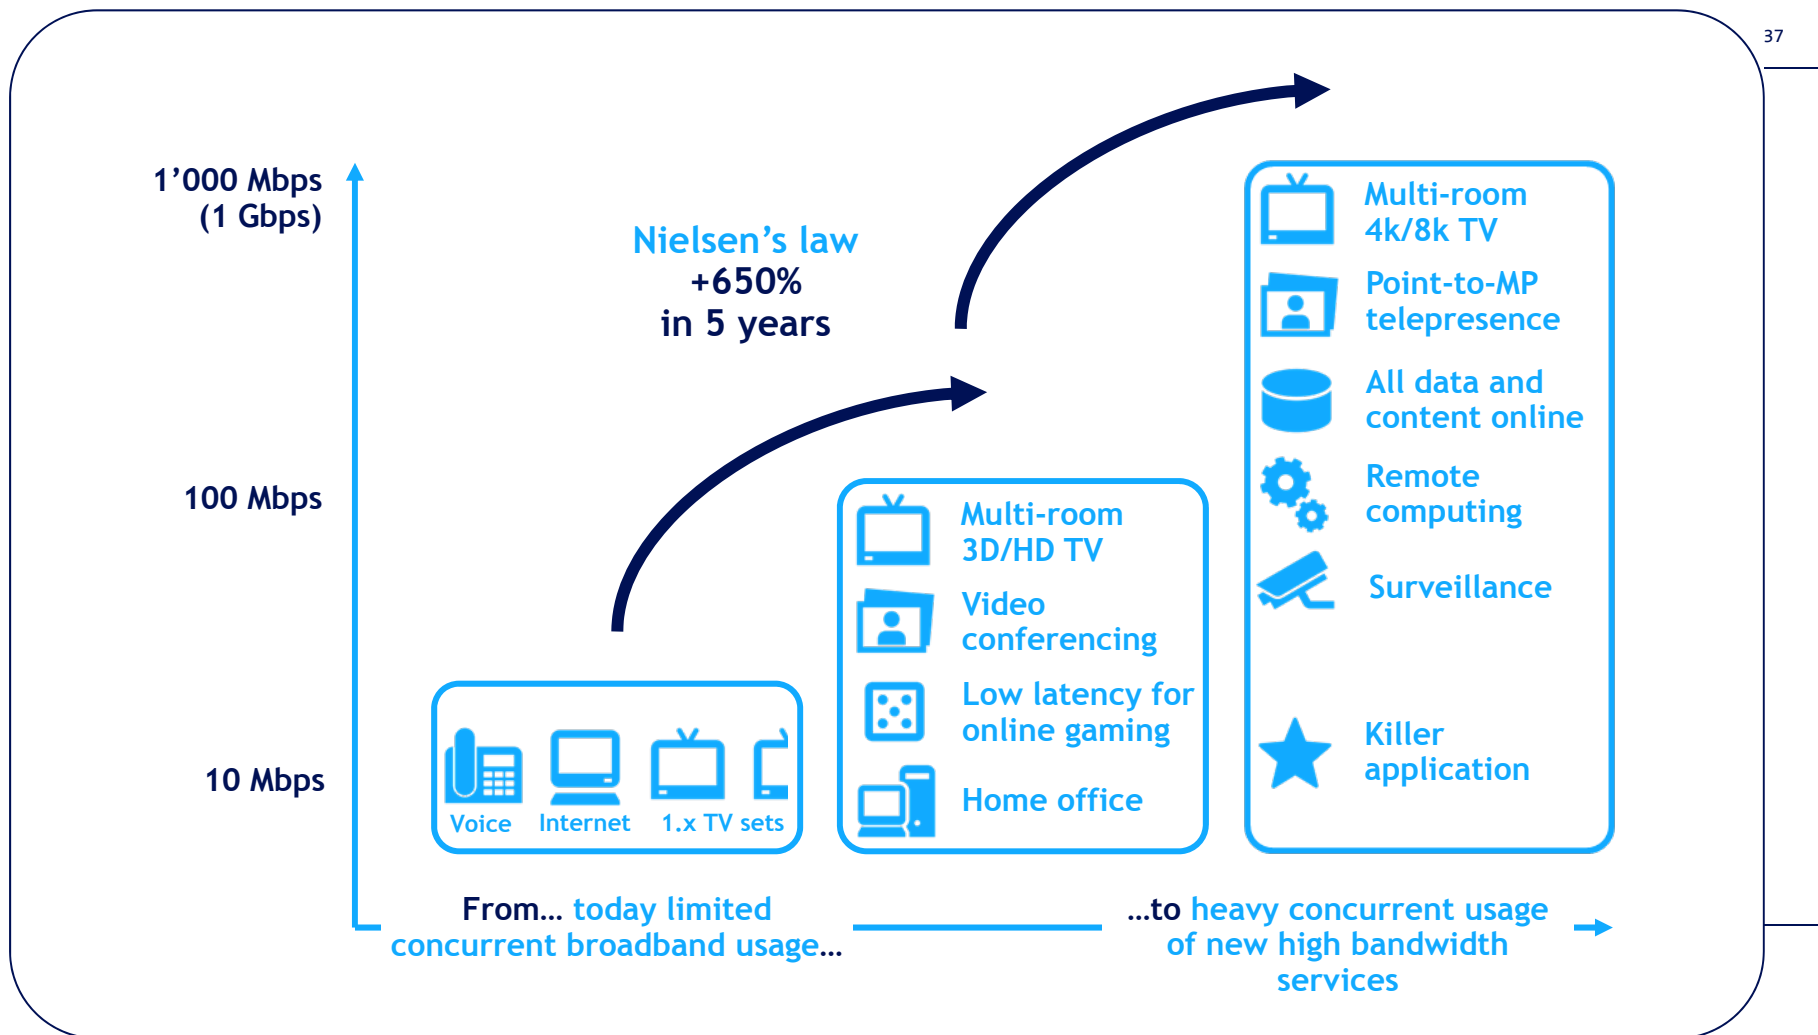 37
1’000 Mbps
(1 Gbps)
100 Mbps
10 Mbps
Nielsen’s law
+650%
in 5 years
Voice
Internet
1.x TV sets
Multi-room
3D/HD TV
Video
conferencing
Low latency for
online gaming
Home office
Multi-room
4k/8k TV
Point-to-MP
telepresence
All data and
content online
Remote
computing
Surveillance
Killer
application
From… today limited
concurrent broadband usage…
…to heavy concurrent usage
of new high bandwidth
services